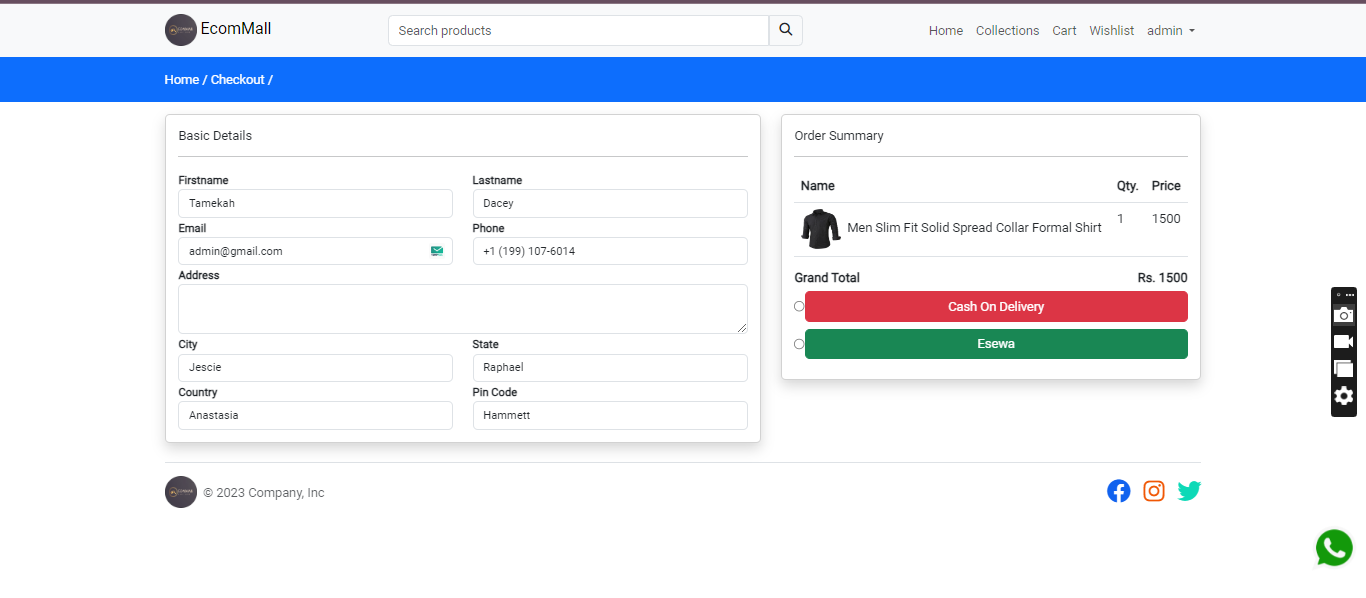 EcomMall
Search products
Home Collections Cart Wishlist admin
Home / Checkout /
Basic Details
Firstname Lastname
Tamekah Dacey
Email Phone
admin@gmail.com +1 (199) 107-6014
Address
City State
Jescie Raphael
Country Pin Code
Anastasia Hammett
Order Summary
Name Qty. Price
Men Slim Fit Solid Spread Collar Formal Shirt 1 1500
Grand Total Rs. 1500
Cash On Delivery
Esewa
© 2023 Company, Inc